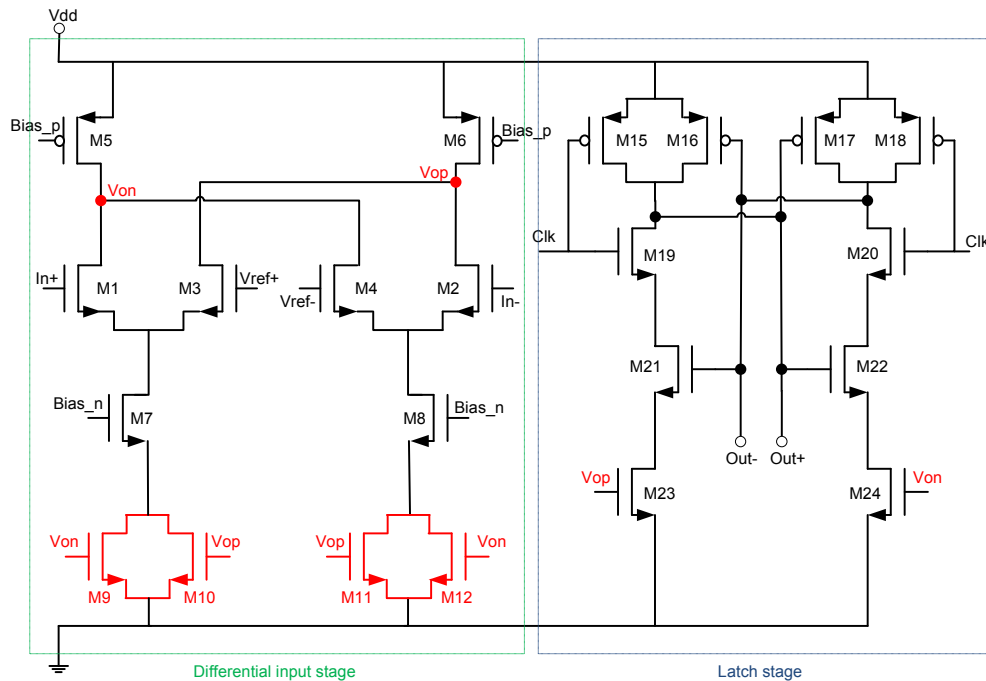 Vdd
Bias_p
M5
M6
Bias_p
M15
M16
M17
M18
Von
Vop
Clk
M19
M20
Clk
In+
M1
M3
Vref+
Vref-
M4
M2
In-
M21
M22
Bias_n
M7
M8
Bias_n
Out-
Out+
Vop
M23
M24
Von
Von
Vop
Vop
Von
M9
M10
M11
M12
Differential input stage
Latch stage